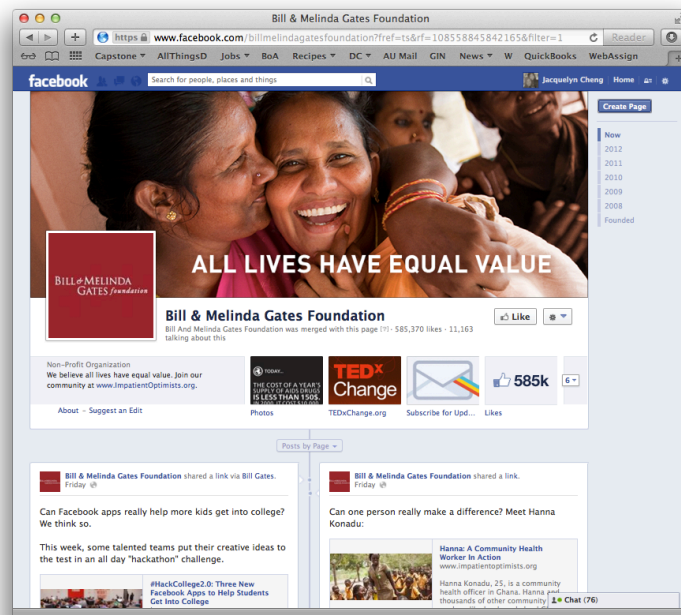 Bill & Melinda Gates Foundation
https www.facebook.com/billmelindagatesfoundation?fref=ts&rf=108558845842165&filter=1 Reader
Capstone AllThingsD Jobs BoA Recipes DC AU Mail GIN News W QuickBooks WebAssign
facebook Search for people, places and things Jacquelyn Cheng Home
Create Page
Now
2012
2011
2010
2009
2008
Founded
BILL & MELINDA
GATES foundation
ALL LIVES HAVE EQUAL VALUE
Bill & Melinda Gates Foundation
Bill And Melinda Gates Foundation was merged with this page [?] · 585,370 likes · 11,163
talking about this
Like
Non-Profit Organization
We believe all lives have equal value. Join our
community at www.ImpatientOptimists.org.
About – Suggest an Edit
TODAY...
THE COST OF A YEAR'S
SUPPLY OF AIDS DRUGS
IS LESS THAN 150$.
Photos
TEDx
Change
TEDxChange.org
Subscribe for Upd...
585k
Likes
6
Posts by Page
Bill & Melinda Gates Foundation shared a link via Bill Gates.
Friday
Can Facebook apps really help more kids get into college?
We think so.
This week, some talented teams put their creative ideas to
the test in an all day "hackathon" challenge.
#HackCollege2.0: Three New
Facebook Apps to Help Students
Get Into College
Bill & Melinda Gates Foundation shared a link.
Friday
Can one person really make a difference? Meet Hanna
Konadu:
Hanna: A Community Health
Worker In Action
www.impatientoptimists.org
Hanna Konadu, 25, is a community
health officer in Ghana. Hanna and
thousands of other community
Chat (76)